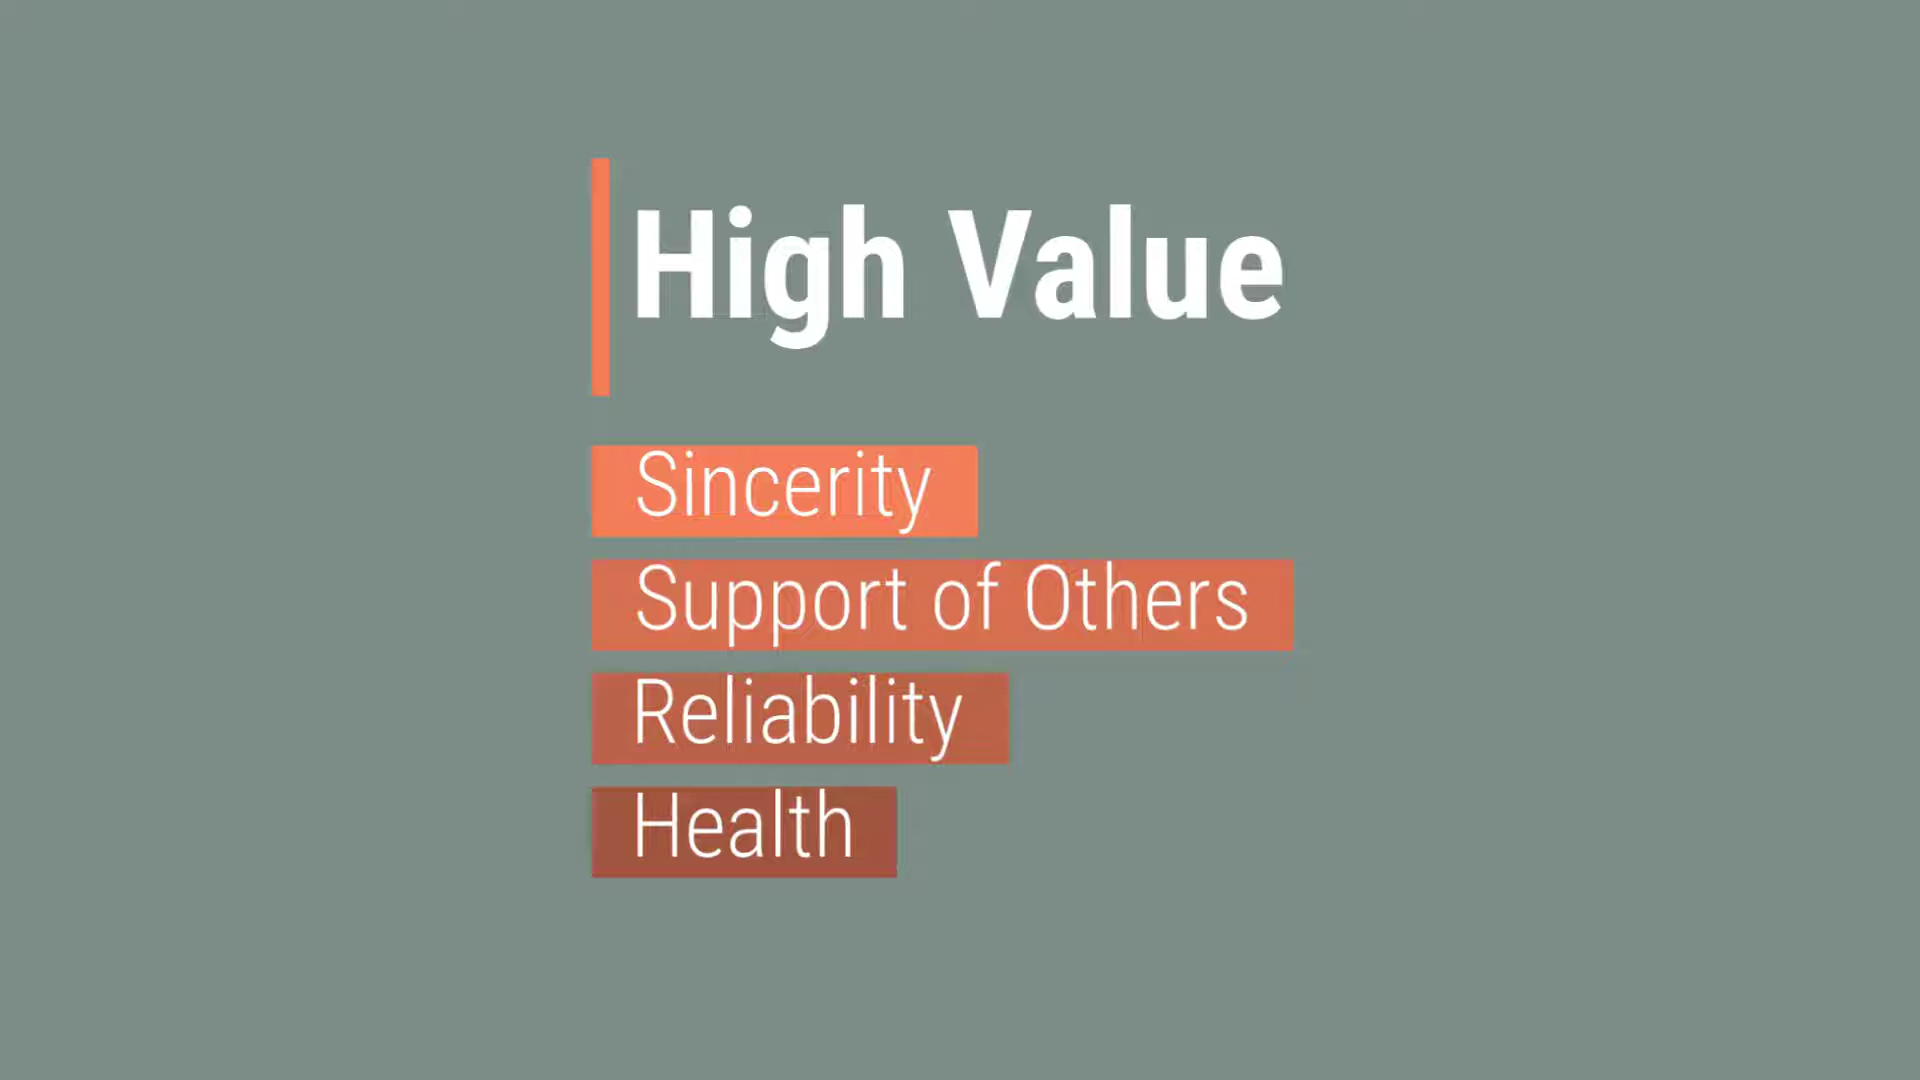 High Value
Sincerity
Support of Others
Reliability
Health